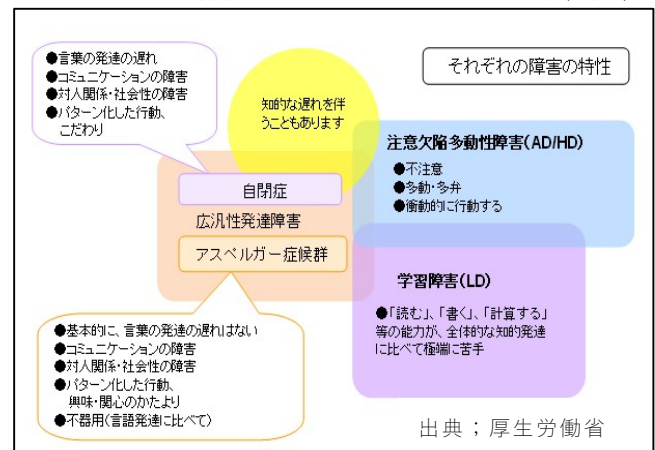 それぞれの障害の特性
●言葉の発達の遅れ
●コミュニケーションの障害
●対人関係・社会性の障害
●パターン化した行動、
こだわり
知的な遅れを伴
うこともあります
注意欠陥多動性障害(AD/HD)
●不注意
●多動・多弁
●衝動的に行動する
自閉症
広汎性発達障害
アスペルガー症候群
学習障害(LD)
●「読む」、「書く」、「計算する」
等の能力が、全体的な知的発達
に比べて極端に苦手
●基本的に、言葉の発達の遅れはない
●コミュニケーションの障害
●対人関係・社会性の障害
●パターン化した行動、
興味・関心のかたより
●不器用(言語発達に比べて)
出典；厚生労働省